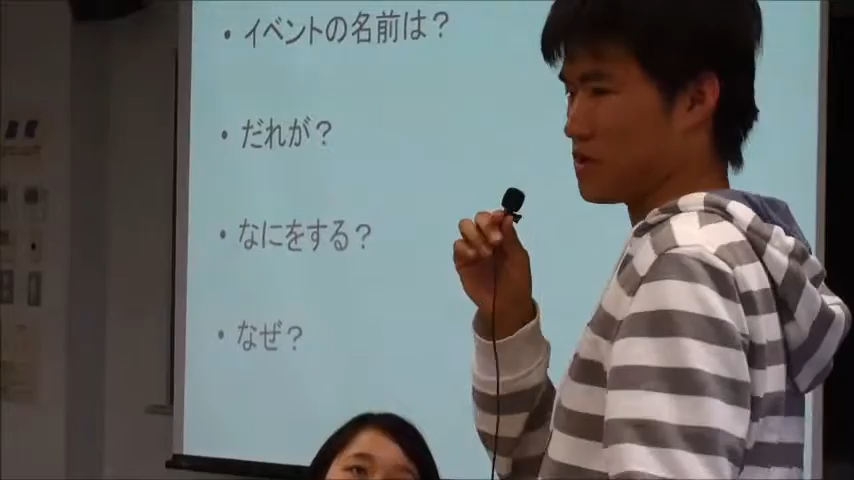 • イベントの名前は？
• だれが？
• なにをする？
• なぜ？